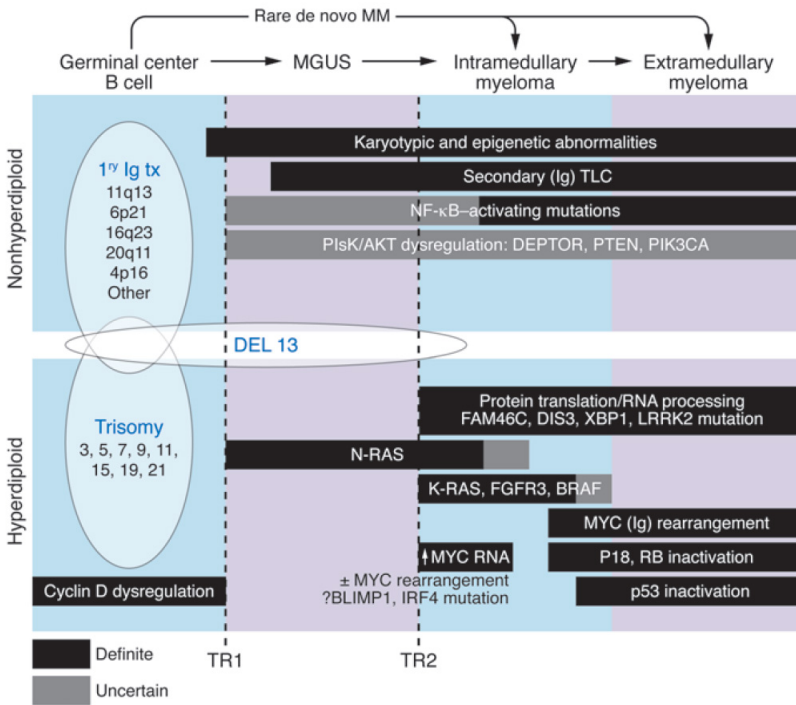 Rare de novo MM
Germinal center
B cell
MGUS
Intramedullary
myeloma
Extramedullary
myeloma
Nonhyperdiploid
1ry Ig tx
11q13
6p21
16q23
20q11
4p16
Other
Karyotypic and epigenetic abnormalities
Secondary (Ig) TLC
NF-κB–activating mutations
PIsK/AKT dysregulation: DEPTOR, PTEN, PIK3CA
DEL 13
Hyperdiploid
Trisomy
3, 5, 7, 9, 11,
15, 19, 21
Protein translation/RNA processing
FAM46C, DIS3, XBP1, LRRK2 mutation
N-RAS
K-RAS, FGFR3, BRAF
MYC (Ig) rearrangement
↑MYC RNA
P18, RB inactivation
± MYC rearrangement
?BLIMP1, IRF4 mutation
Cyclin D dysregulation
p53 inactivation
TR1
TR2
Definite
Uncertain